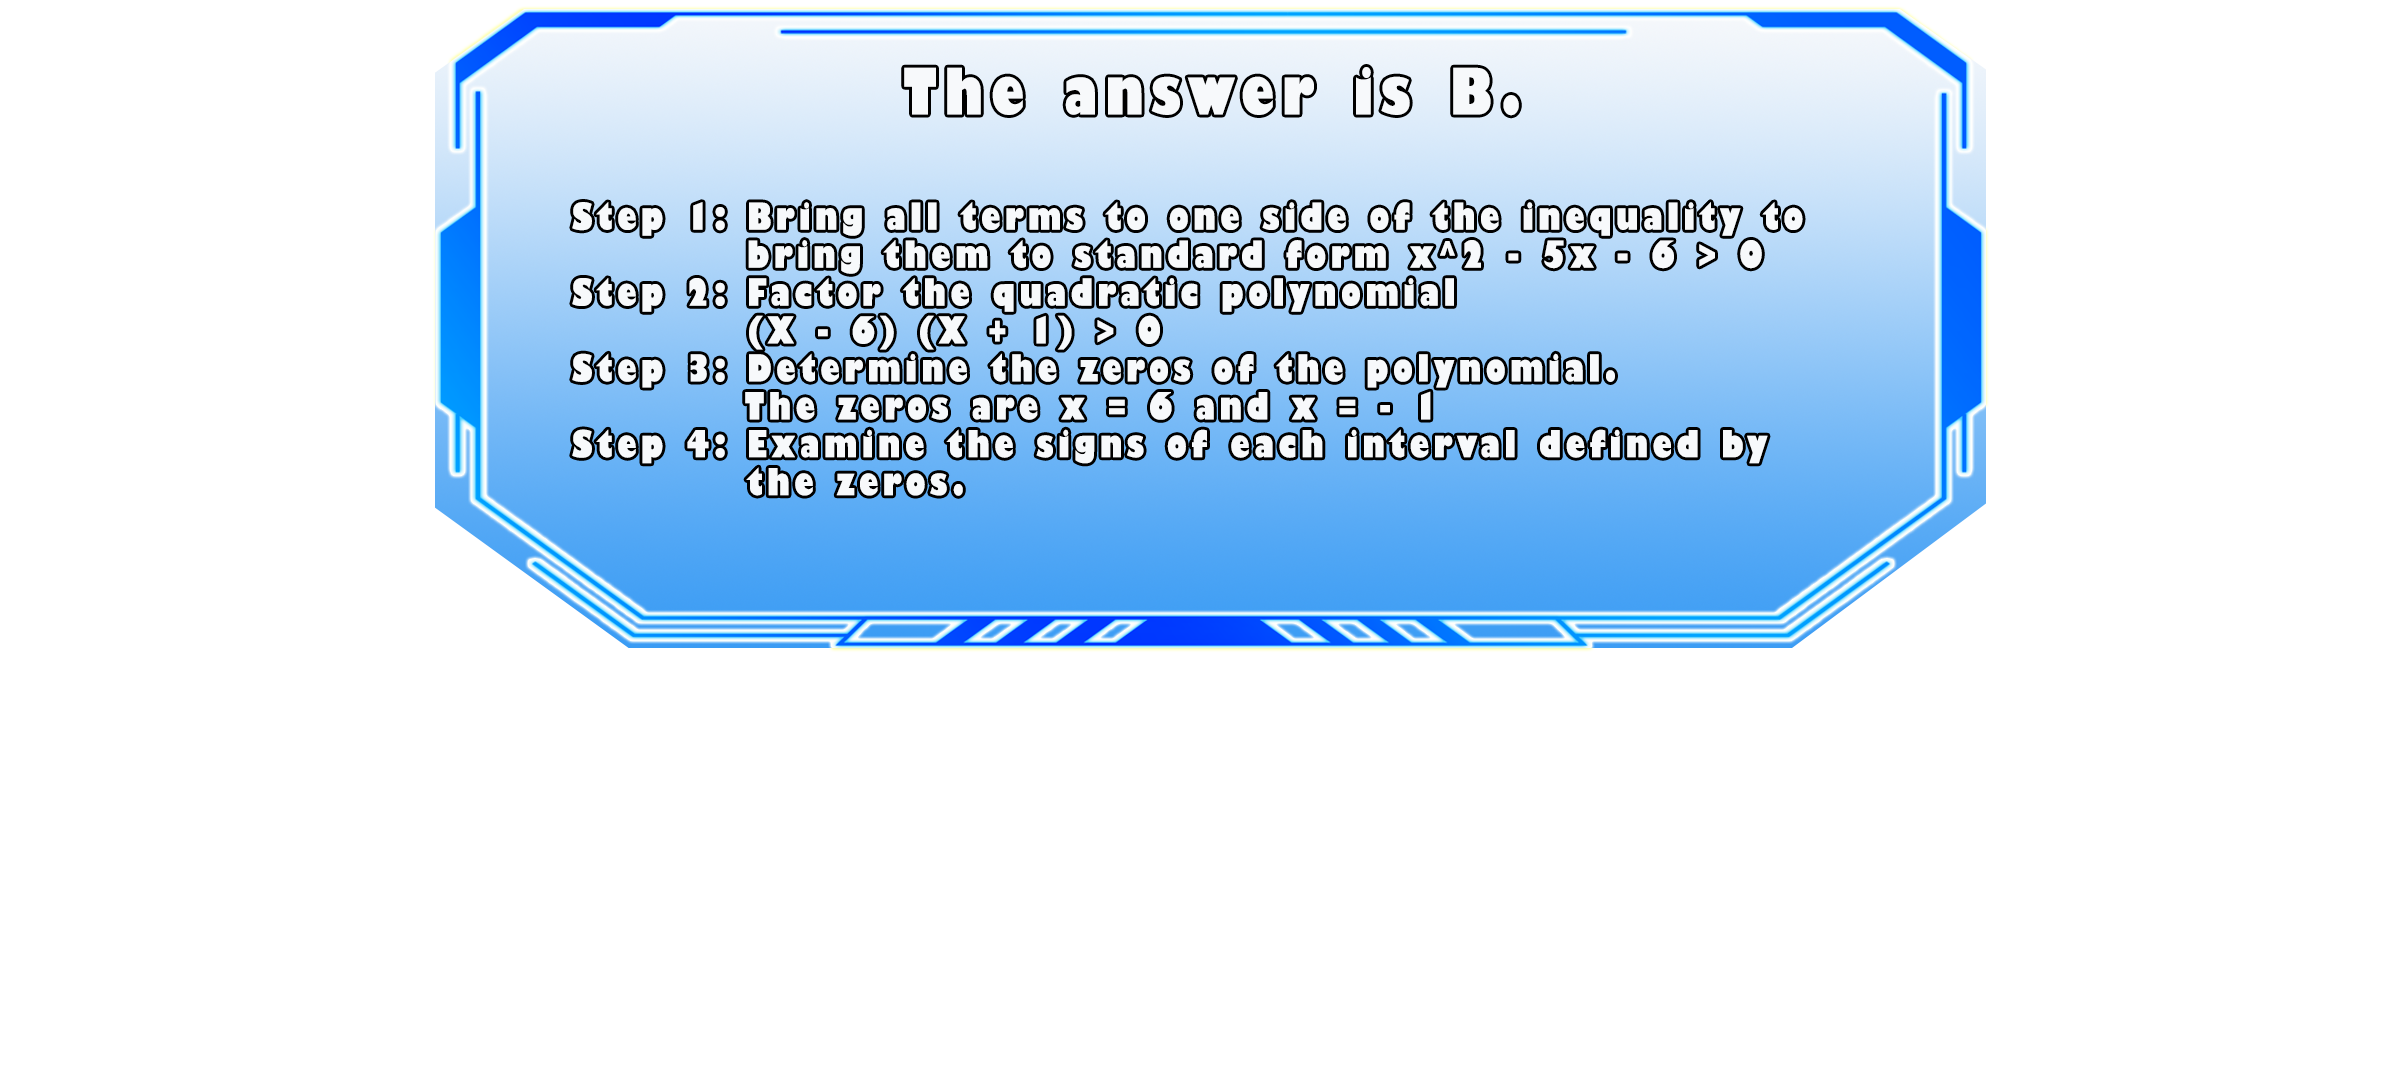 The answer is B.
Step 1: Bring all terms to one side of the inequality to
bring them to standard form x^2 - 5x - 6 > 0
Step 2: Factor the quadratic polynomial
(X - 6) (X + 1) > 0
Step 3: Determine the zeros of the polynomial.
The zeros are x = 6 and x = - 1
Step 4: Examine the signs of each interval defined by
the zeros.